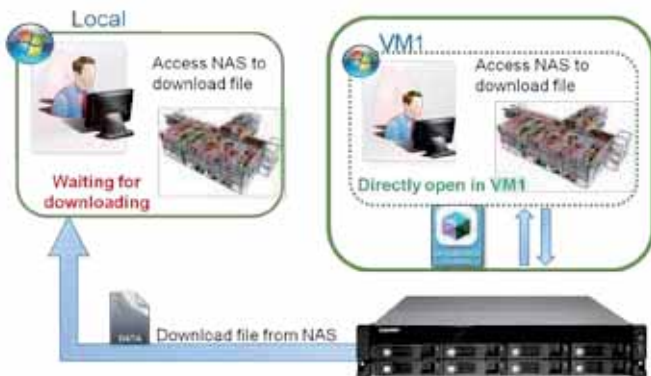 Local
Access NAS to
download file
Waiting for
downloading
VM1
Access NAS to
download file
Directly open in VM1
DATA
Download file from NAS